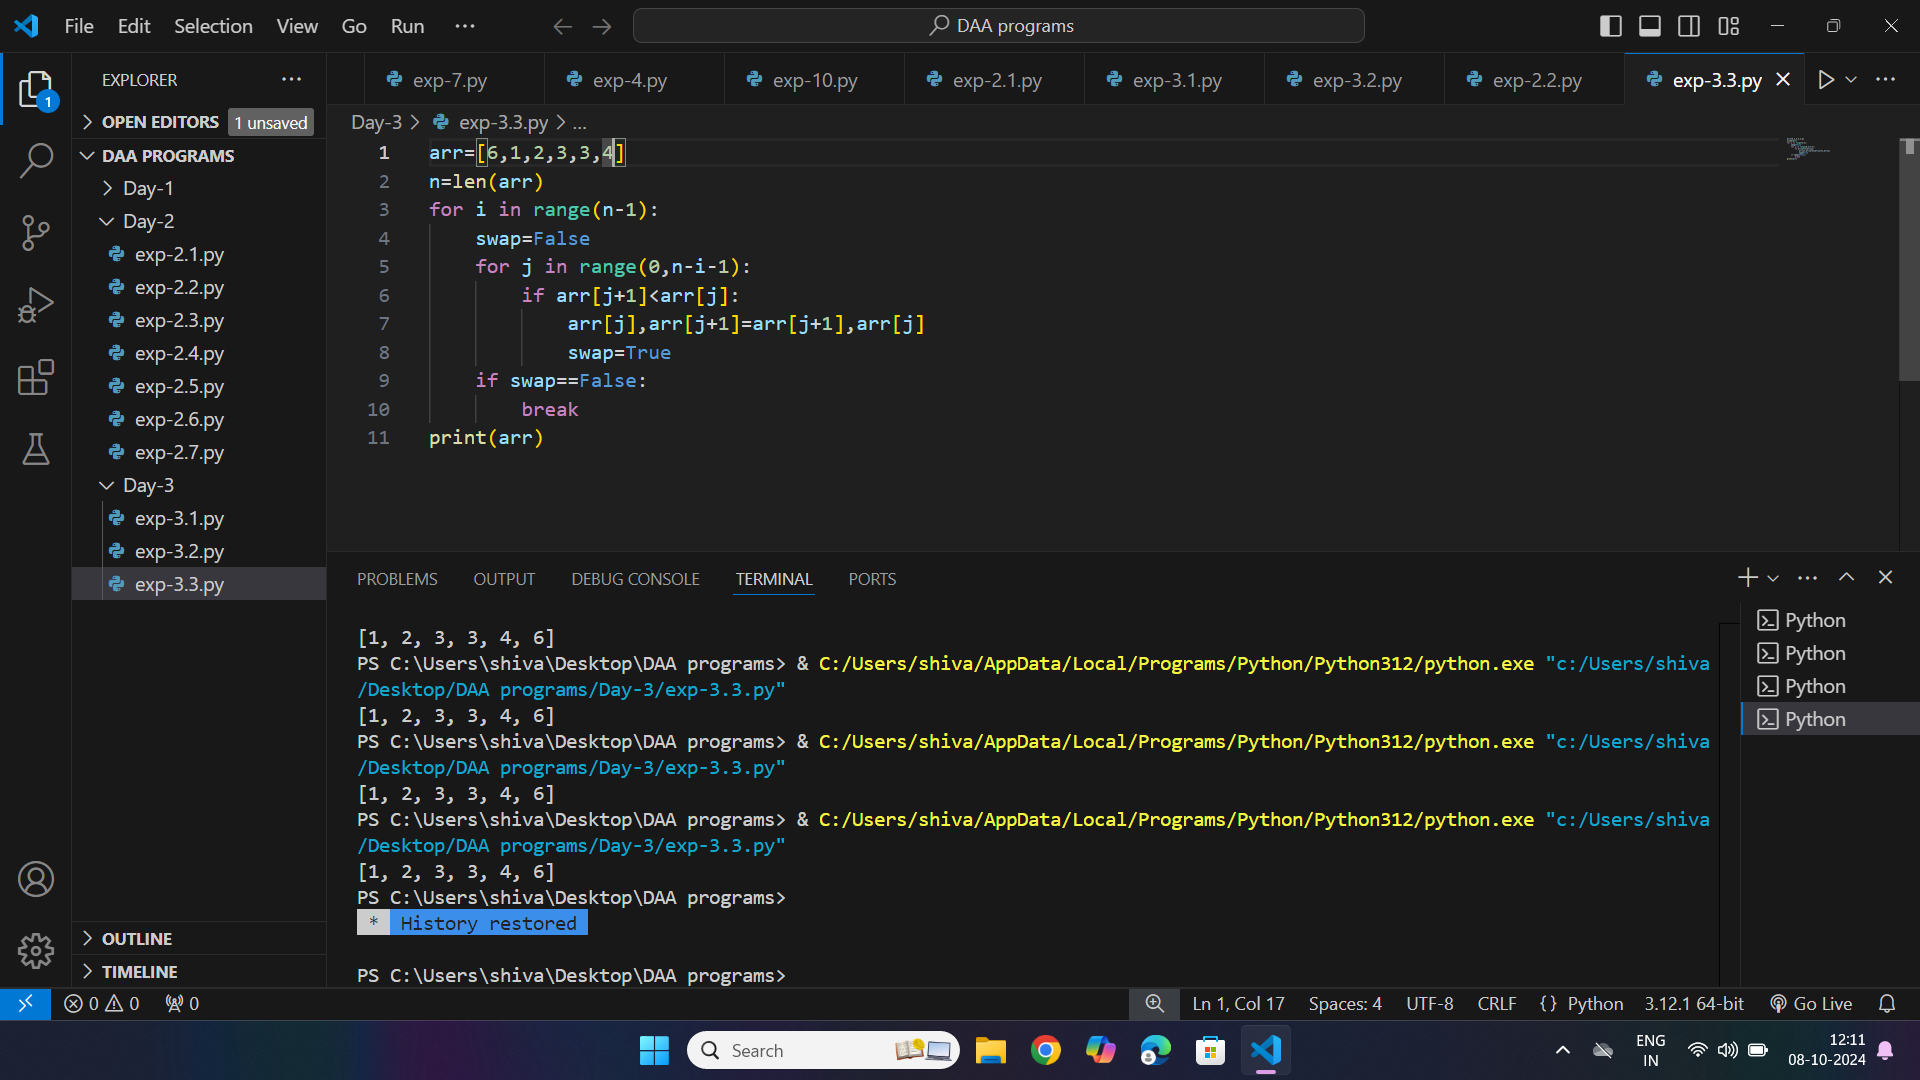 File Edit Selection View Go Run ···
DAA programs
EXPLORER
exp-7.py exp-4.py exp-10.py exp-2.1.py exp-3.1.py exp-3.2.py exp-2.2.py exp-3.3.py
1
OPEN EDITORS 1 unsaved
DAA PROGRAMS
Day-1
Day-2
exp-2.1.py
exp-2.2.py
exp-2.3.py
exp-2.4.py
exp-2.5.py
exp-2.6.py
exp-2.7.py
Day-3
exp-3.1.py
exp-3.2.py
exp-3.3.py
OUTLINE
TIMELINE
Day-3 > exp-3.3.py > ...
1 arr=[6,1,2,3,3,4]
2 n=len(arr)
3 for i in range(n-1):
4     swap=False
5     for j in range(0,n-i-1):
6         if arr[j+1]<arr[j]:
7             arr[j],arr[j+1]=arr[j+1],arr[j]
8             swap=True
9     if swap==False:
10         break
11 print(arr)
PROBLEMS OUTPUT DEBUG CONSOLE TERMINAL PORTS
[1, 2, 3, 3, 4, 6]
PS C:\Users\shiva\Desktop\DAA programs> & C:/Users/shiva/AppData/Local/Programs/Python/Python312/python.exe "c:/Users/shiva
/Desktop/DAA programs/Day-3/exp-3.3.py"
[1, 2, 3, 3, 4, 6]
PS C:\Users\shiva\Desktop\DAA programs> & C:/Users/shiva/AppData/Local/Programs/Python/Python312/python.exe "c:/Users/shiva
/Desktop/DAA programs/Day-3/exp-3.3.py"
[1, 2, 3, 3, 4, 6]
PS C:\Users\shiva\Desktop\DAA programs> & C:/Users/shiva/AppData/Local/Programs/Python/Python312/python.exe "c:/Users/shiva
/Desktop/DAA programs/Day-3/exp-3.3.py"
[1, 2, 3, 3, 4, 6]
PS C:\Users\shiva\Desktop\DAA programs>
* History restored
PS C:\Users\shiva\Desktop\DAA programs>
Python
Python
Python
Python
0 0 0 Ln 1, Col 17 Spaces: 4 UTF-8 CRLF {} Python 3.12.1 64-bit Go Live
Search
ENG
IN
12:11
08-10-2024